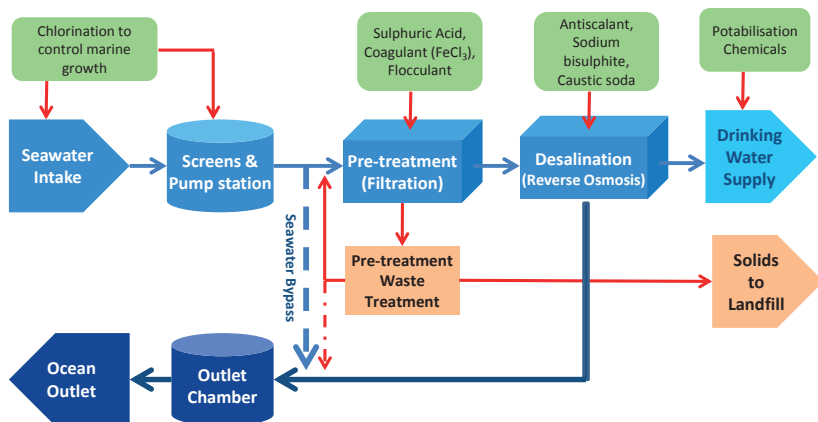 Chlorination to
control marine
growth
Sulphuric Acid,
Coagulant (FeCl₃),
Flocculant
Antiscalant,
Sodium
bisulphite,
Caustic soda
Potabilisation
Chemicals
Seawater
Intake
Screens &
Pump station
Pre-treatment
(Filtration)
Desalination
(Reverse Osmosis)
Drinking
Water
Supply
Seawater Bypass
Pre-treatment
Waste
Treatment
Solids
to
Landfill
Ocean
Outlet
Outlet
Chamber